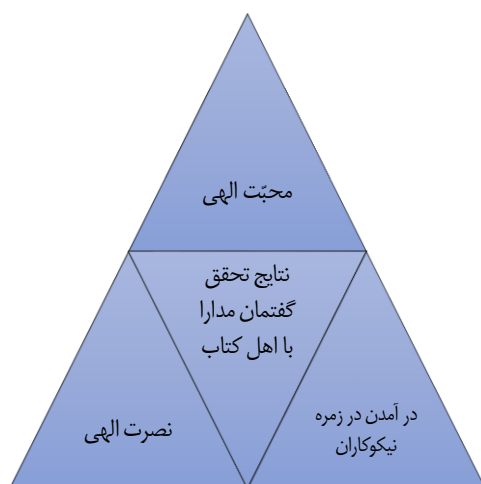 محبّت الهی
نتایج تحقق
گفتمان مدارا
با اهل کتاب
در آمدن در زمره
نیکوکاران
نصرت الهی